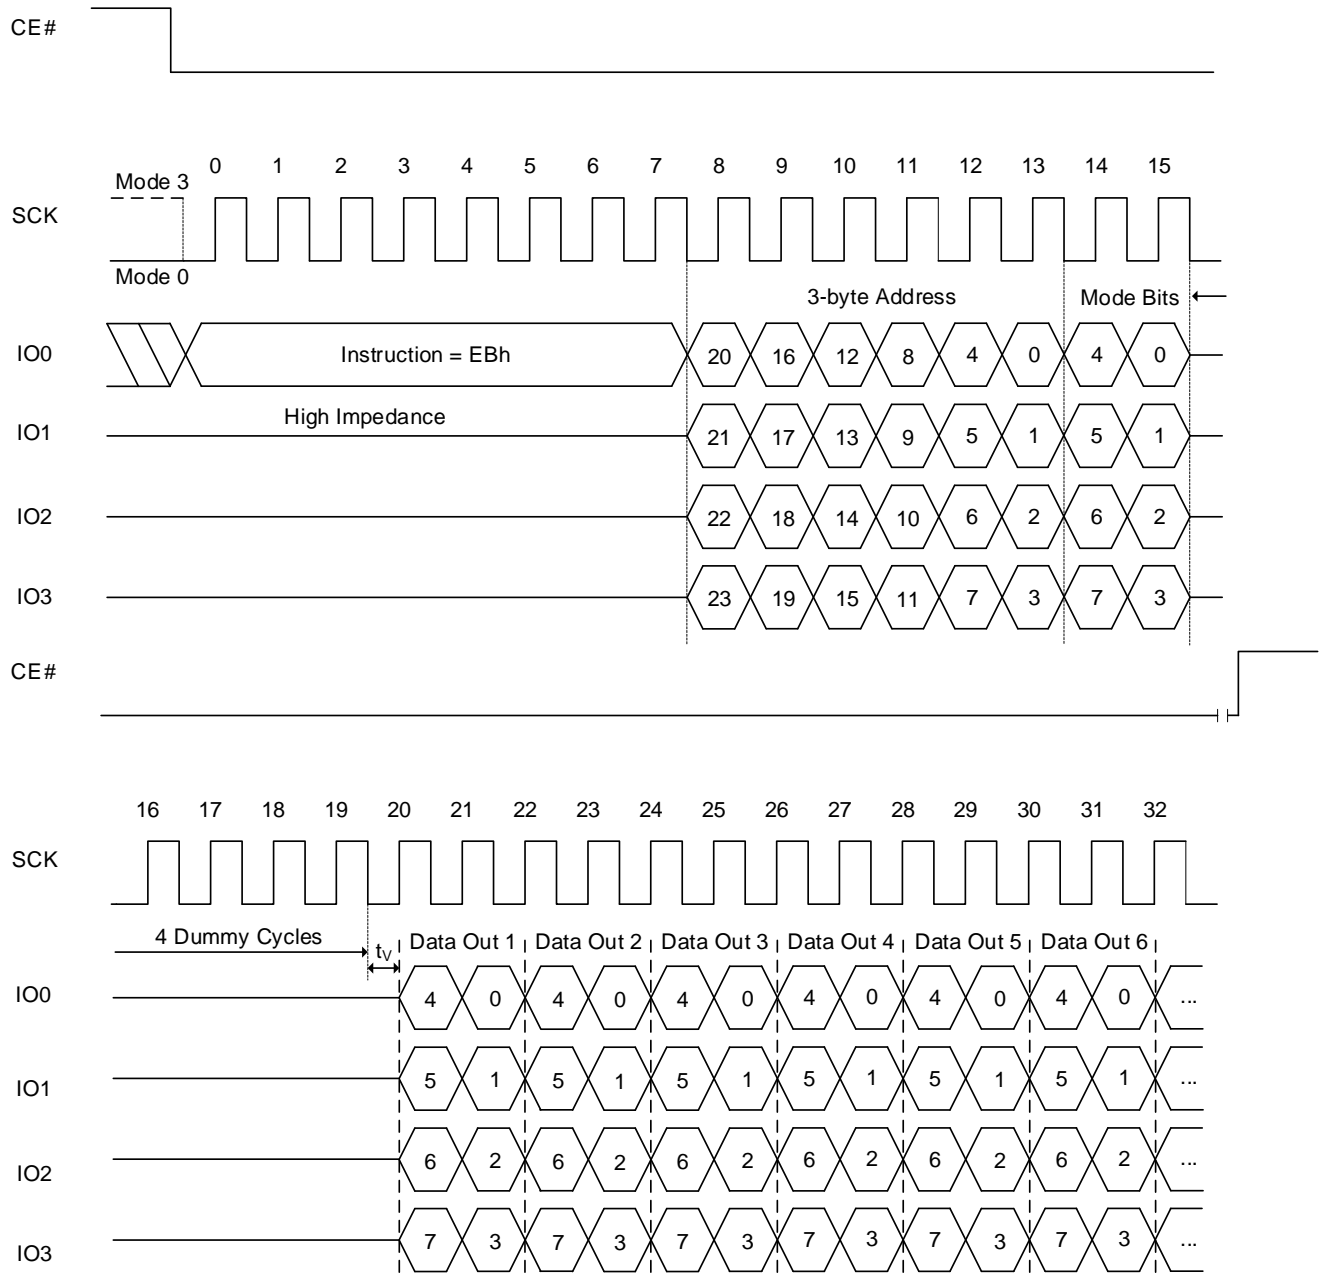 CE#
0 1 2 3 4 5 6 7 8 9 10 11 12 13 14 15
Mode 3
SCK
Mode 0
3-byte Address Mode Bits
IO0 Instruction = EBh 20 16 12 8 4 0 4 0
High Impedance
IO1 21 17 13 9 5 1 5 1
IO2 22 18 14 10 6 2 6 2
IO3 23 19 15 11 7 3 7 3
CE#
16 17 18 19 20 21 22 23 24 25 26 27 28 29 30 31 32
SCK
4 Dummy Cycles tV Data Out 1 Data Out 2 Data Out 3 Data Out 4 Data Out 5 Data Out 6
IO0 4 0 4 0 4 0 4 0 4 0 4 0 ...
IO1 5 1 5 1 5 1 5 1 5 1 5 1 ...
IO2 6 2 6 2 6 2 6 2 6 2 6 2 ...
IO3 7 3 7 3 7 3 7 3 7 3 7 3 ...